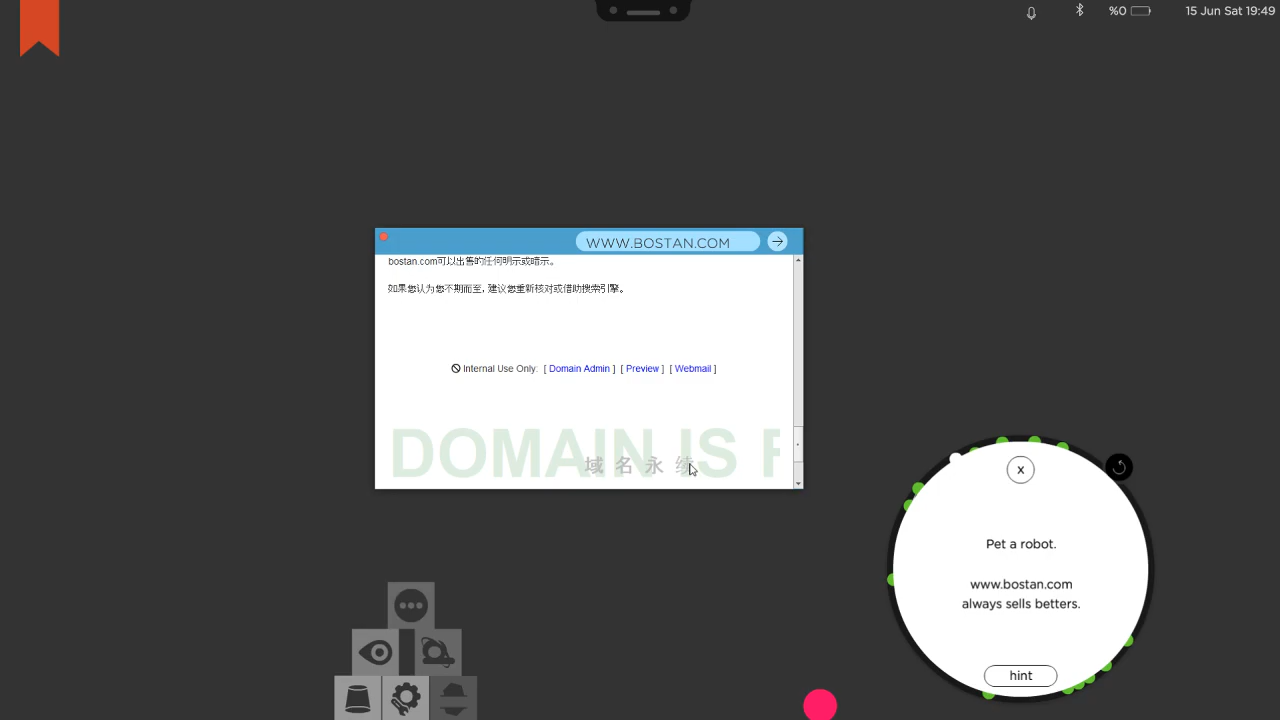 %0
15 Jun Sat 19:49
WWW.BOSTAN.COM
bostan.com可以出售的任何明示或暗示。
如果您认为您不期而至, 建议您重新核对或借助搜索引擎。
Internal Use Only: [ Domain Admin ] [ Preview ] [ Webmail ]
DOMAIN IS
域名永
x
Pet a robot.
www.bostan.com
always sells betters.
hint